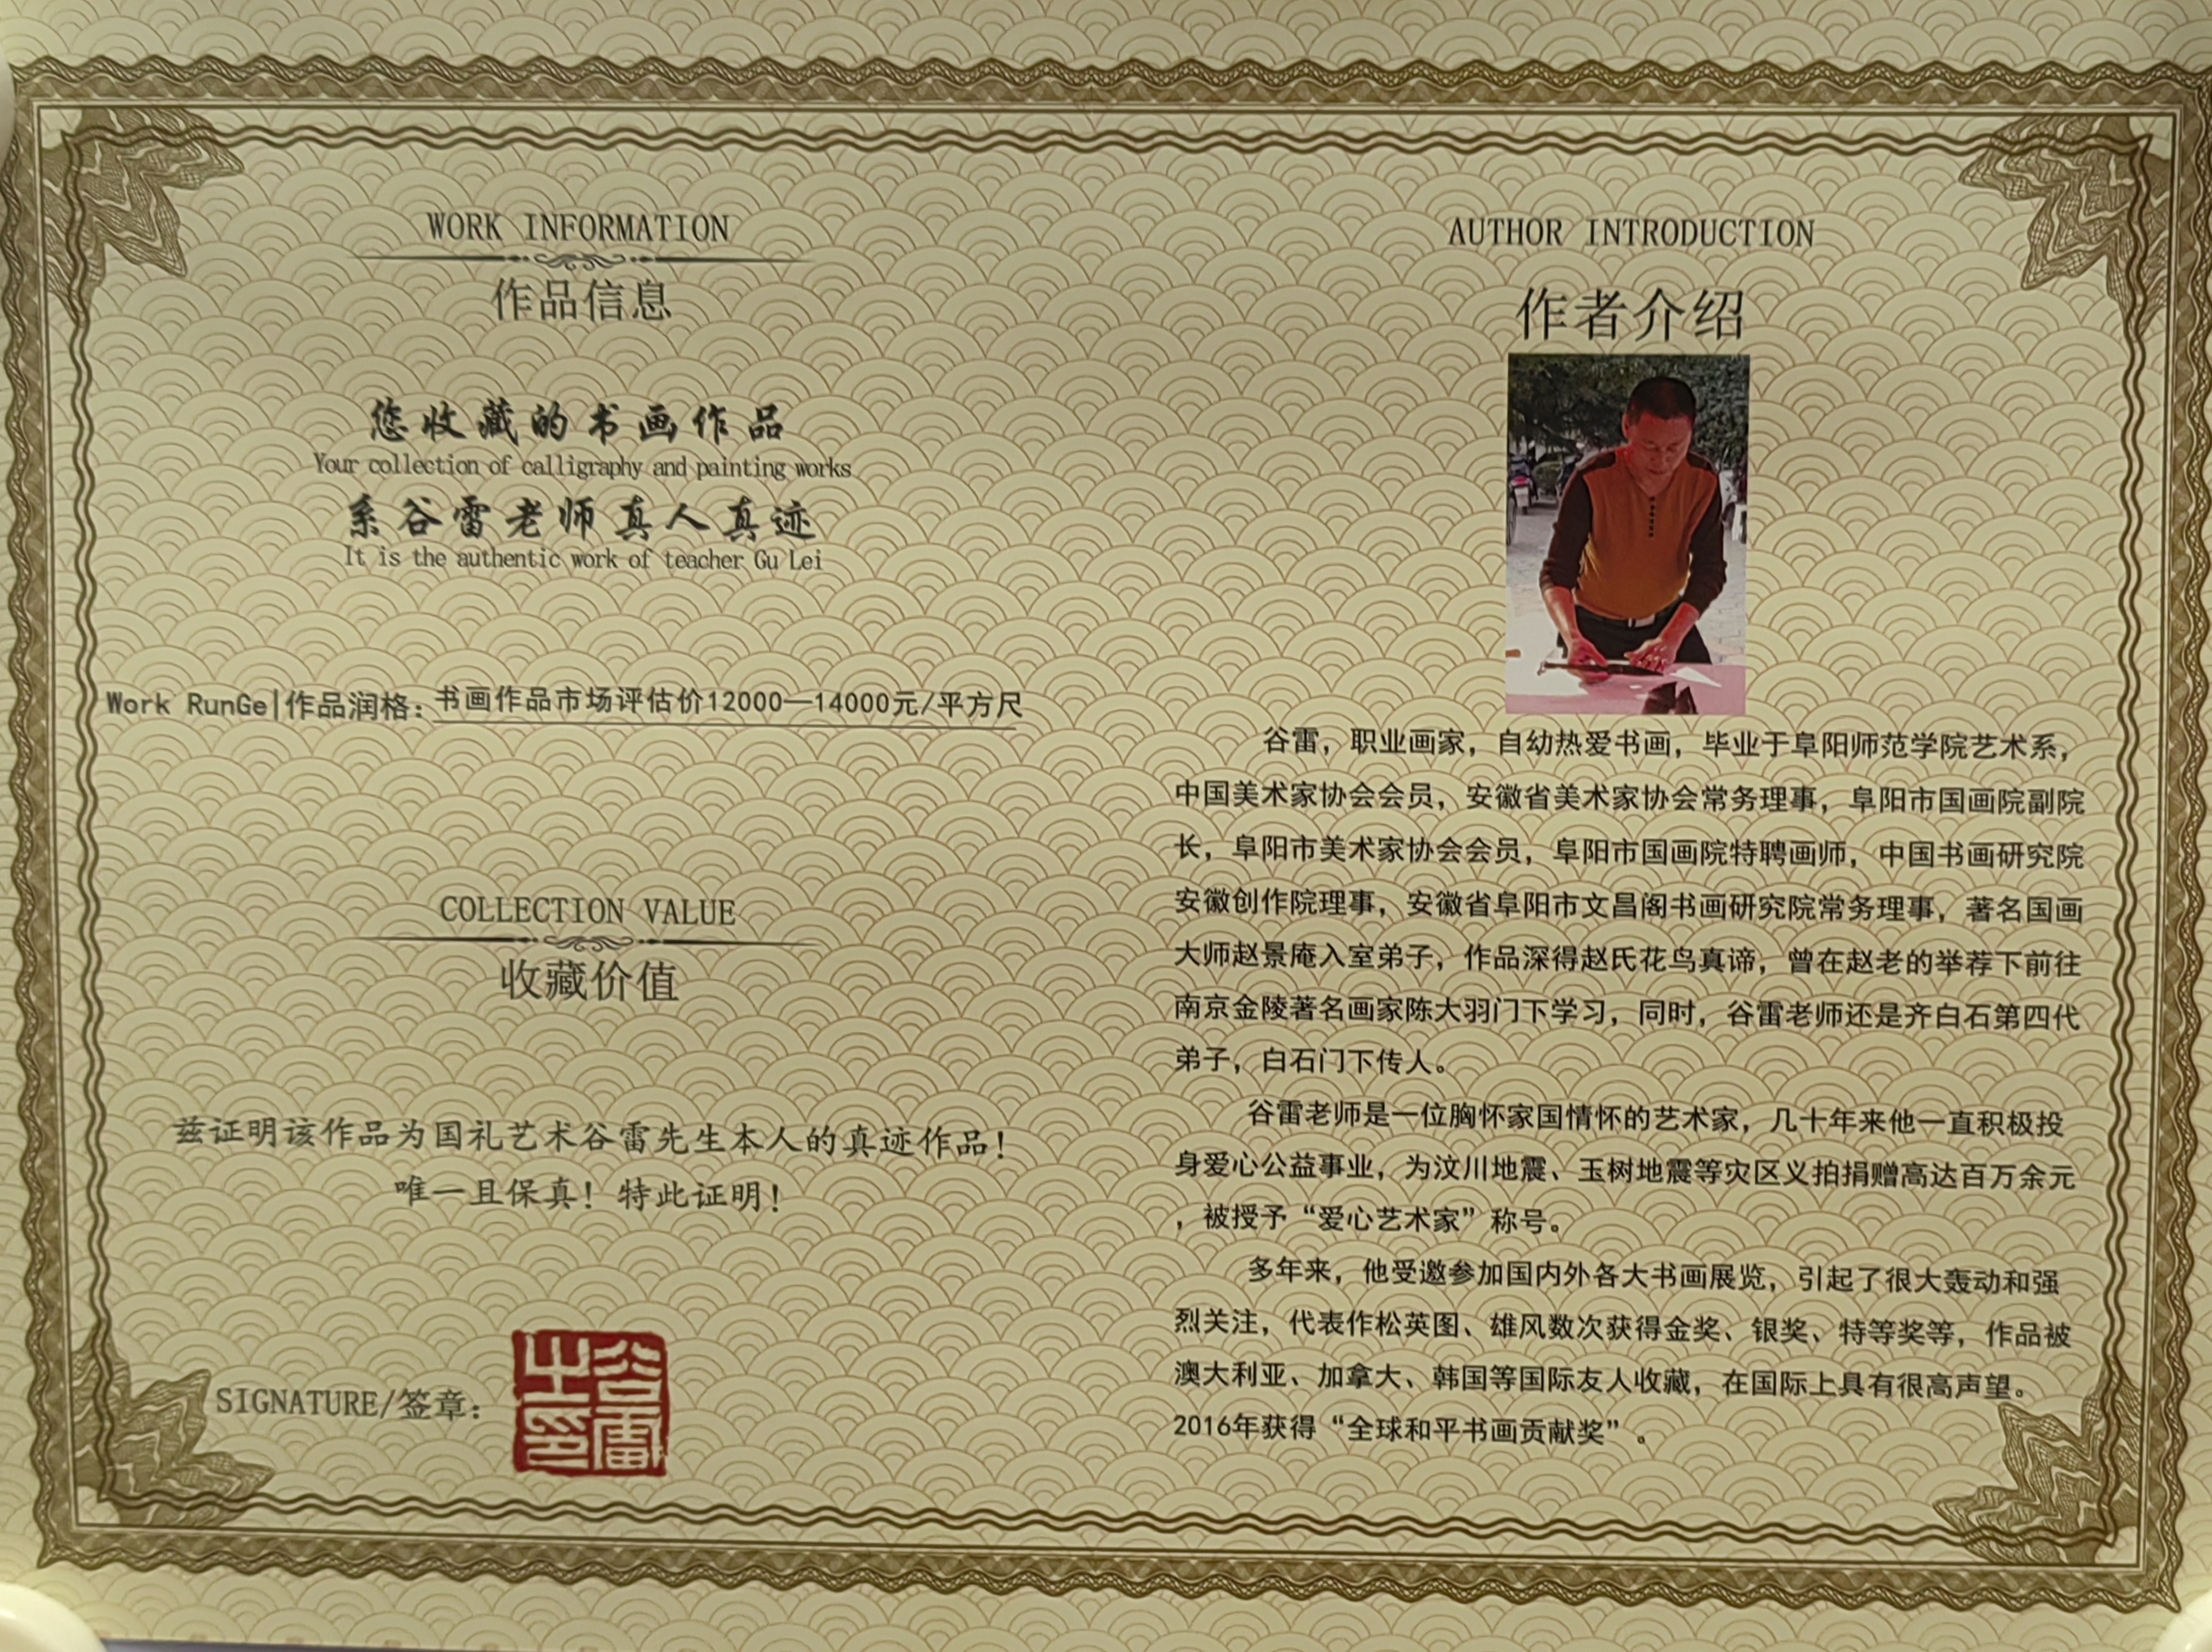 WORK INFORMATION
作品信息
您收藏的书画作品
Your collection of calligraphy and painting works
系谷雷老师真人真迹
It is the authentic work of teacher Gu Lei
Work RunGe|作品润格：书画作品市场评估价12000—14000元/平方尺
COLLECTION VALUE
收藏价值
兹证明该作品为国礼艺术谷雷先生本人的真迹作品！
唯一且保真！特此证明！
SIGNATURE/签章：
谷雷之印
AUTHOR INTRODUCTION
作者介绍
谷雷，职业画家，自幼热爱书画，毕业于阜阳师范学院艺术系，
中国美术家协会会员，安徽省美术家协会常务理事，阜阳市国画院副院
长，阜阳市美术家协会会员，阜阳市国画院特聘画师，中国书画研究院
安徽创作院理事，安徽省阜阳市文昌阁书画研究院常务理事，著名国画
大师赵景庵入室弟子，作品深得赵氏花鸟真谛，曾在赵老的举荐下前往
南京金陵著名画家陈大羽门下学习，同时，谷雷老师还是齐白石第四代
弟子，白石门下传人。
谷雷老师是一位胸怀家国情怀的艺术家，几十年来他一直积极投
身爱心公益事业，为汶川地震、玉树地震等灾区义拍捐赠高达百万余元
，被授予“爱心艺术家”称号。
多年来，他受邀参加国内外各大书画展览，引起了很大轰动和强
烈关注，代表作松英图、雄风数次获得金奖、银奖、特等奖等，作品被
澳大利亚、加拿大、韩国等国际友人收藏，在国际上具有很高声望。
2016年获得“全球和平书画贡献奖”。